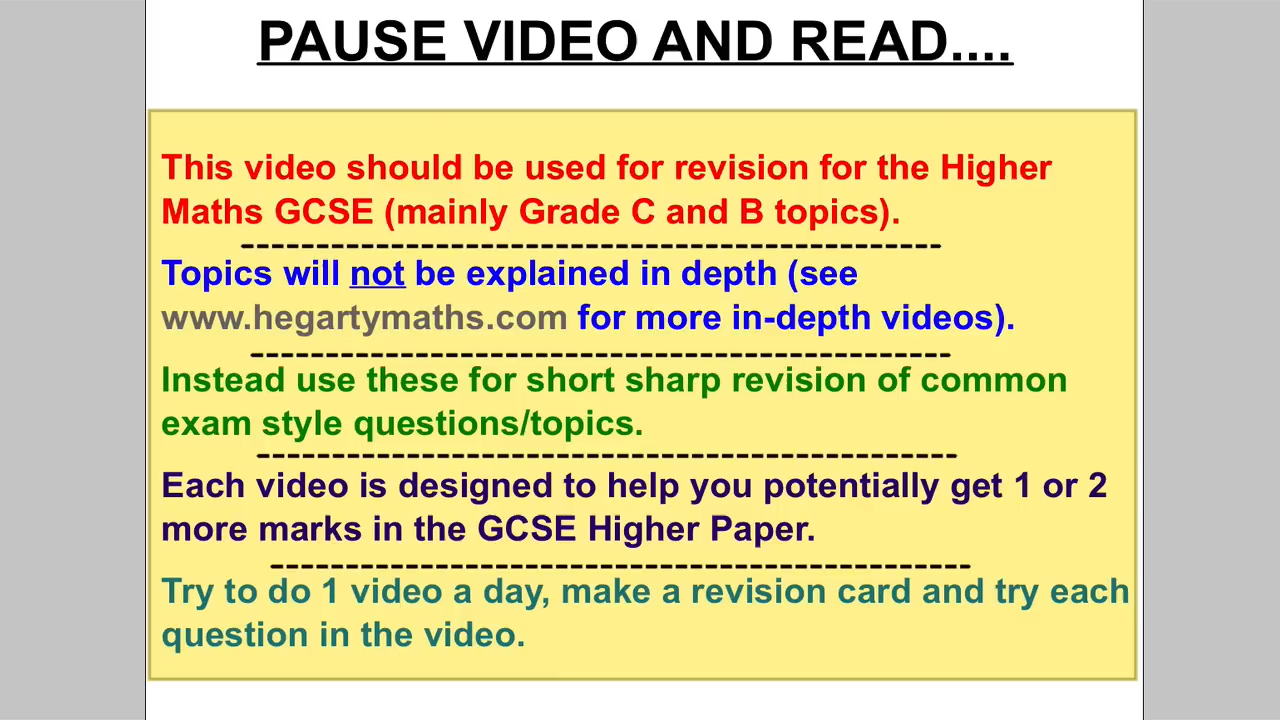 PAUSE VIDEO AND READ....
This video should be used for revision for the Higher
Maths GCSE (mainly Grade C and B topics).
Topics will not be explained in depth (see
www.hegartymaths.com for more in-depth videos).
Instead use these for short sharp revision of common
exam style questions/topics.
Each video is designed to help you potentially get 1 or 2
more marks in the GCSE Higher Paper.
Try to do 1 video a day, make a revision card and try each
question in the video.